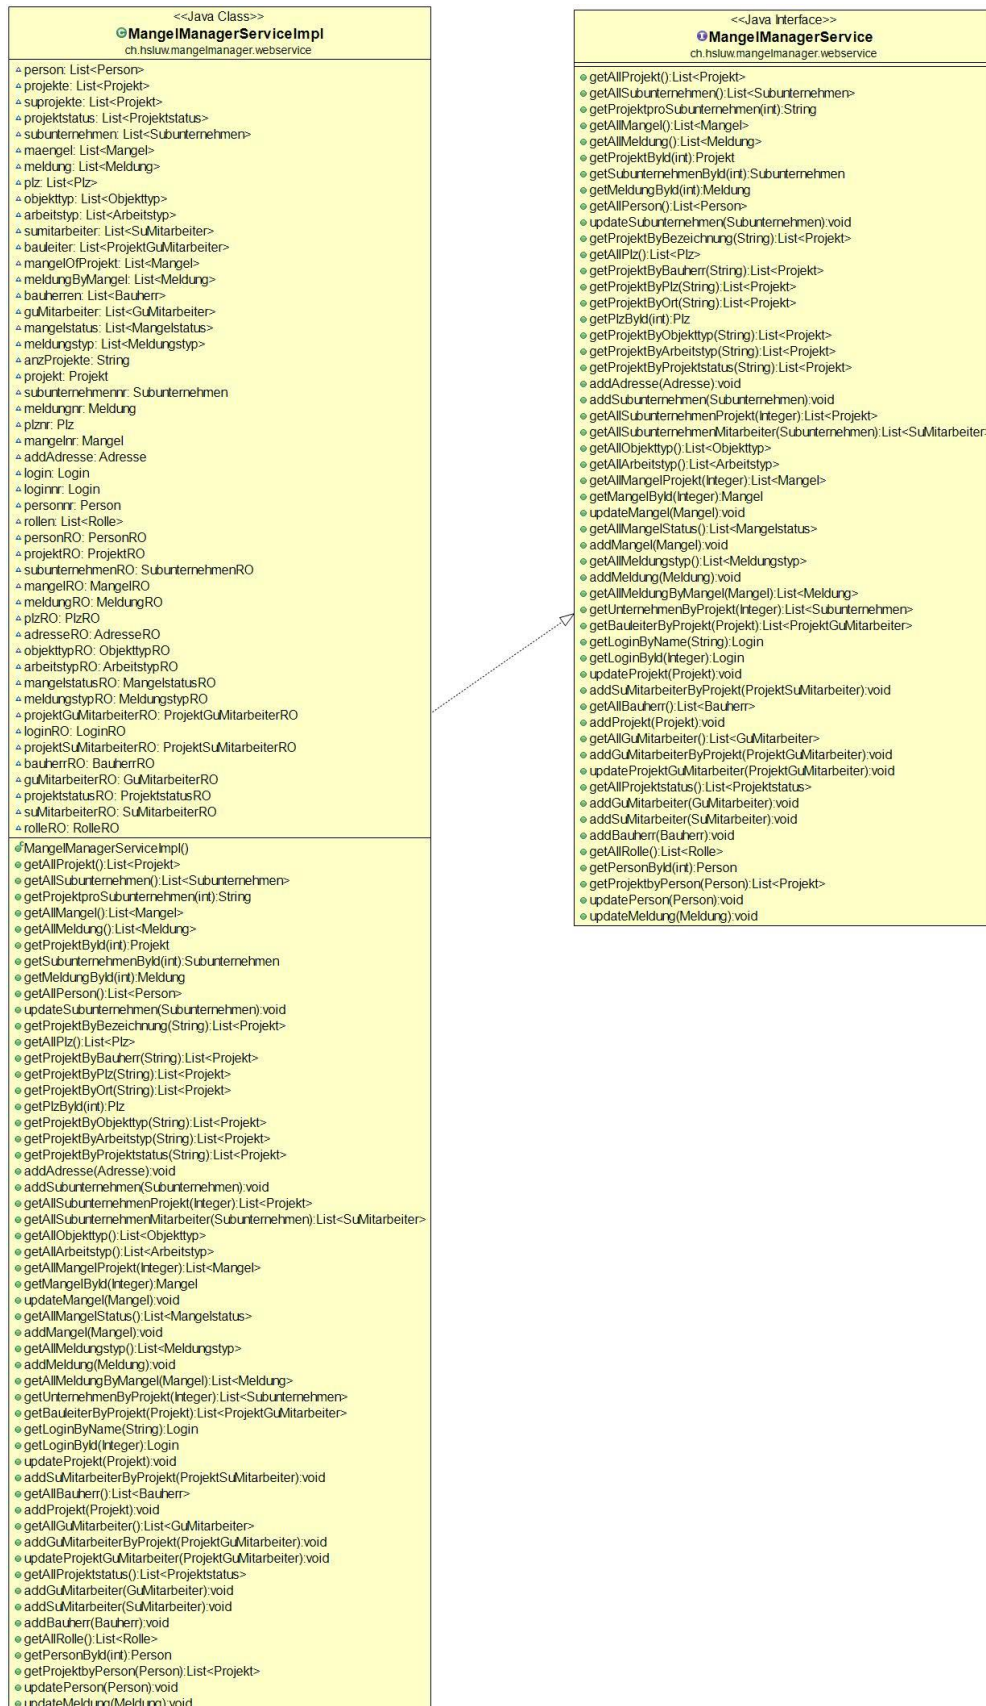 <<Java Class>>
MangelManagerServiceImpl
ch.hsluw.mangelmanager.webservice
person: List<Person>
projekte: List<Projekt>
suprojekte: List<Projekt>
projektstatus: List<Projektstatus>
subunternehmen: List<Subunternehmen>
maengel: List<Mangel>
meldung: List<Meldung>
plz: List<Plz>
objekttyp: List<Objekttyp>
arbeitstyp: List<Arbeitstyp>
sumitarbeiter: List<SuMitarbeiter>
bauleiter: List<ProjektGuMitarbeiter>
mangelOfProjekt: List<Mangel>
meldungByMangel: List<Meldung>
bauherren: List<Bauherr>
guMitarbeiter: List<GuMitarbeiter>
mangelstatus: List<Mangelstatus>
meldungstyp: List<Meldungstyp>
anzProjekte: String
projekt: Projekt
subunternehmennr: Subunternehmen
meldungnr: Meldung
plznr: Plz
mangelnr: Mangel
addAdresse: Adresse
login: Login
loginnr: Login
personnr: Person
rollen: List<Rolle>
personRO: PersonRO
projektRO: ProjektRO
subunternehmenRO: SubunternehmenRO
mangelRO: MangelRO
meldungRO: MeldungRO
plzRO: PlzRO
adresseRO: AdresseRO
objekttypRO: ObjekttypRO
arbeitstypRO: ArbeitstypRO
mangelstatusRO: MangelstatusRO
meldungstypRO: MeldungstypRO
projektGuMitarbeiterRO: ProjektGuMitarbeiterRO
loginRO: LoginRO
projektSuMitarbeiterRO: ProjektSuMitarbeiterRO
bauherrRO: BauherrRO
guMitarbeiterRO: GuMitarbeiterRO
projektstatusRO: ProjektstatusRO
suMitarbeiterRO: SuMitarbeiterRO
rolleRO: RolleRO
MangelManagerServiceImpl()
getAllProjekt():List<Projekt>
getAllSubunternehmen():List<Subunternehmen>
getProjektproSubunternehmen(int):String
getAllMangel():List<Mangel>
getAllMeldung():List<Meldung>
getProjektById(int):Projekt
getSubunternehmenById(int):Subunternehmen
getMeldungById(int):Meldung
getAllPerson():List<Person>
updateSubunternehmen(Subunternehmen):void
getProjektByBezeichnung(String):List<Projekt>
getAllPlz():List<Plz>
getProjektByBauherr(String):List<Projekt>
getProjektByPlz(String):List<Projekt>
getProjektByOrt(String):List<Projekt>
getPlzById(int):Plz
getProjektByObjekttyp(String):List<Projekt>
getProjektByArbeitstyp(String):List<Projekt>
getProjektByProjektstatus(String):List<Projekt>
addAdresse(Adresse):void
addSubunternehmen(Subunternehmen):void
getAllSubunternehmenProjekt(Integer):List<Projekt>
getAllSubunternehmenMitarbeiter(Subunternehmen):List<SuMitarbeiter>
getAllObjekttyp():List<Objekttyp>
getAllArbeitstyp():List<Arbeitstyp>
getAllMangelProjekt(Integer):List<Mangel>
getMangelById(Integer):Mangel
updateMangel(Mangel):void
getAllMangelStatus():List<Mangelstatus>
addMangel(Mangel):void
getAllMeldungstyp():List<Meldungstyp>
addMeldung(Meldung):void
getAllMeldungByMangel(Mangel):List<Meldung>
getUnternehmenByProjekt(Integer):List<Subunternehmen>
getBauleiterByProjekt(Projekt):List<ProjektGuMitarbeiter>
getLoginByName(String):Login
getLoginById(Integer):Login
updateProjekt(Projekt):void
addSuMitarbeiterByProjekt(ProjektSuMitarbeiter):void
getAllBauherr():List<Bauherr>
addProjekt(Projekt):void
getAllGuMitarbeiter():List<GuMitarbeiter>
addGuMitarbeiterByProjekt(ProjektGuMitarbeiter):void
updateProjektGuMitarbeiter(ProjektGuMitarbeiter):void
getAllProjektstatus():List<Projektstatus>
addGuMitarbeiter(GuMitarbeiter):void
addSuMitarbeiter(SuMitarbeiter):void
addBauherr(Bauherr):void
getAllRolle():List<Rolle>
getPersonById(int):Person
getProjektbyPerson(Person):List<Projekt>
updatePerson(Person):void
updateMeldung(Meldung):void
<<Java Interface>>
MangelManagerService
ch.hsluw.mangelmanager.webservice
getAllProjekt():List<Projekt>
getAllSubunternehmen():List<Subunternehmen>
getProjektproSubunternehmen(int):String
getAllMangel():List<Mangel>
getAllMeldung():List<Meldung>
getProjektById(int):Projekt
getSubunternehmenById(int):Subunternehmen
getMeldungById(int):Meldung
getAllPerson():List<Person>
updateSubunternehmen(Subunternehmen):void
getProjektByBezeichnung(String):List<Projekt>
getAllPlz():List<Plz>
getProjektByBauherr(String):List<Projekt>
getProjektByPlz(String):List<Projekt>
getProjektByOrt(String):List<Projekt>
getPlzById(int):Plz
getProjektByObjekttyp(String):List<Projekt>
getProjektByArbeitstyp(String):List<Projekt>
getProjektByProjektstatus(String):List<Projekt>
addAdresse(Adresse):void
addSubunternehmen(Subunternehmen):void
getAllSubunternehmenProjekt(Integer):List<Projekt>
getAllSubunternehmenMitarbeiter(Subunternehmen):List<SuMitarbeiter>
getAllObjekttyp():List<Objekttyp>
getAllArbeitstyp():List<Arbeitstyp>
getAllMangelProjekt(Integer):List<Mangel>
getMangelById(Integer):Mangel
updateMangel(Mangel):void
getAllMangelStatus():List<Mangelstatus>
addMangel(Mangel):void
getAllMeldungstyp():List<Meldungstyp>
addMeldung(Meldung):void
getAllMeldungByMangel(Mangel):List<Meldung>
getUnternehmenByProjekt(Integer):List<Subunternehmen>
getBauleiterByProjekt(Projekt):List<ProjektGuMitarbeiter>
getLoginByName(String):Login
getLoginById(Integer):Login
updateProjekt(Projekt):void
addSuMitarbeiterByProjekt(ProjektSuMitarbeiter):void
getAllBauherr():List<Bauherr>
addProjekt(Projekt):void
getAllGuMitarbeiter():List<GuMitarbeiter>
addGuMitarbeiterByProjekt(ProjektGuMitarbeiter):void
updateProjektGuMitarbeiter(ProjektGuMitarbeiter):void
getAllProjektstatus():List<Projektstatus>
addGuMitarbeiter(GuMitarbeiter):void
addSuMitarbeiter(SuMitarbeiter):void
addBauherr(Bauherr):void
getAllRolle():List<Rolle>
getPersonById(int):Person
getProjektbyPerson(Person):List<Projekt>
updatePerson(Person):void
updateMeldung(Meldung):void